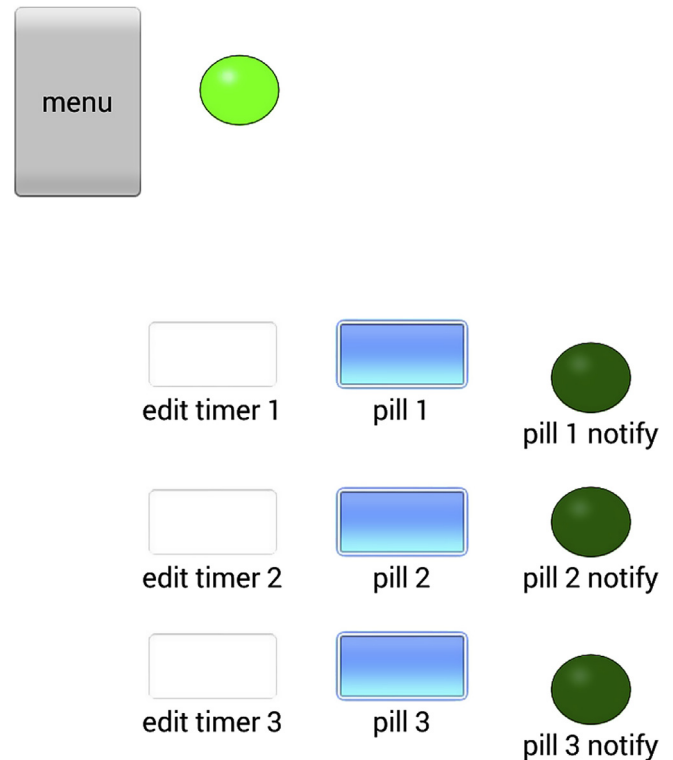 menu
edit timer 1
pill 1
pill 1 notify
edit timer 2
pill 2
pill 2 notify
edit timer 3
pill 3
pill 3 notify